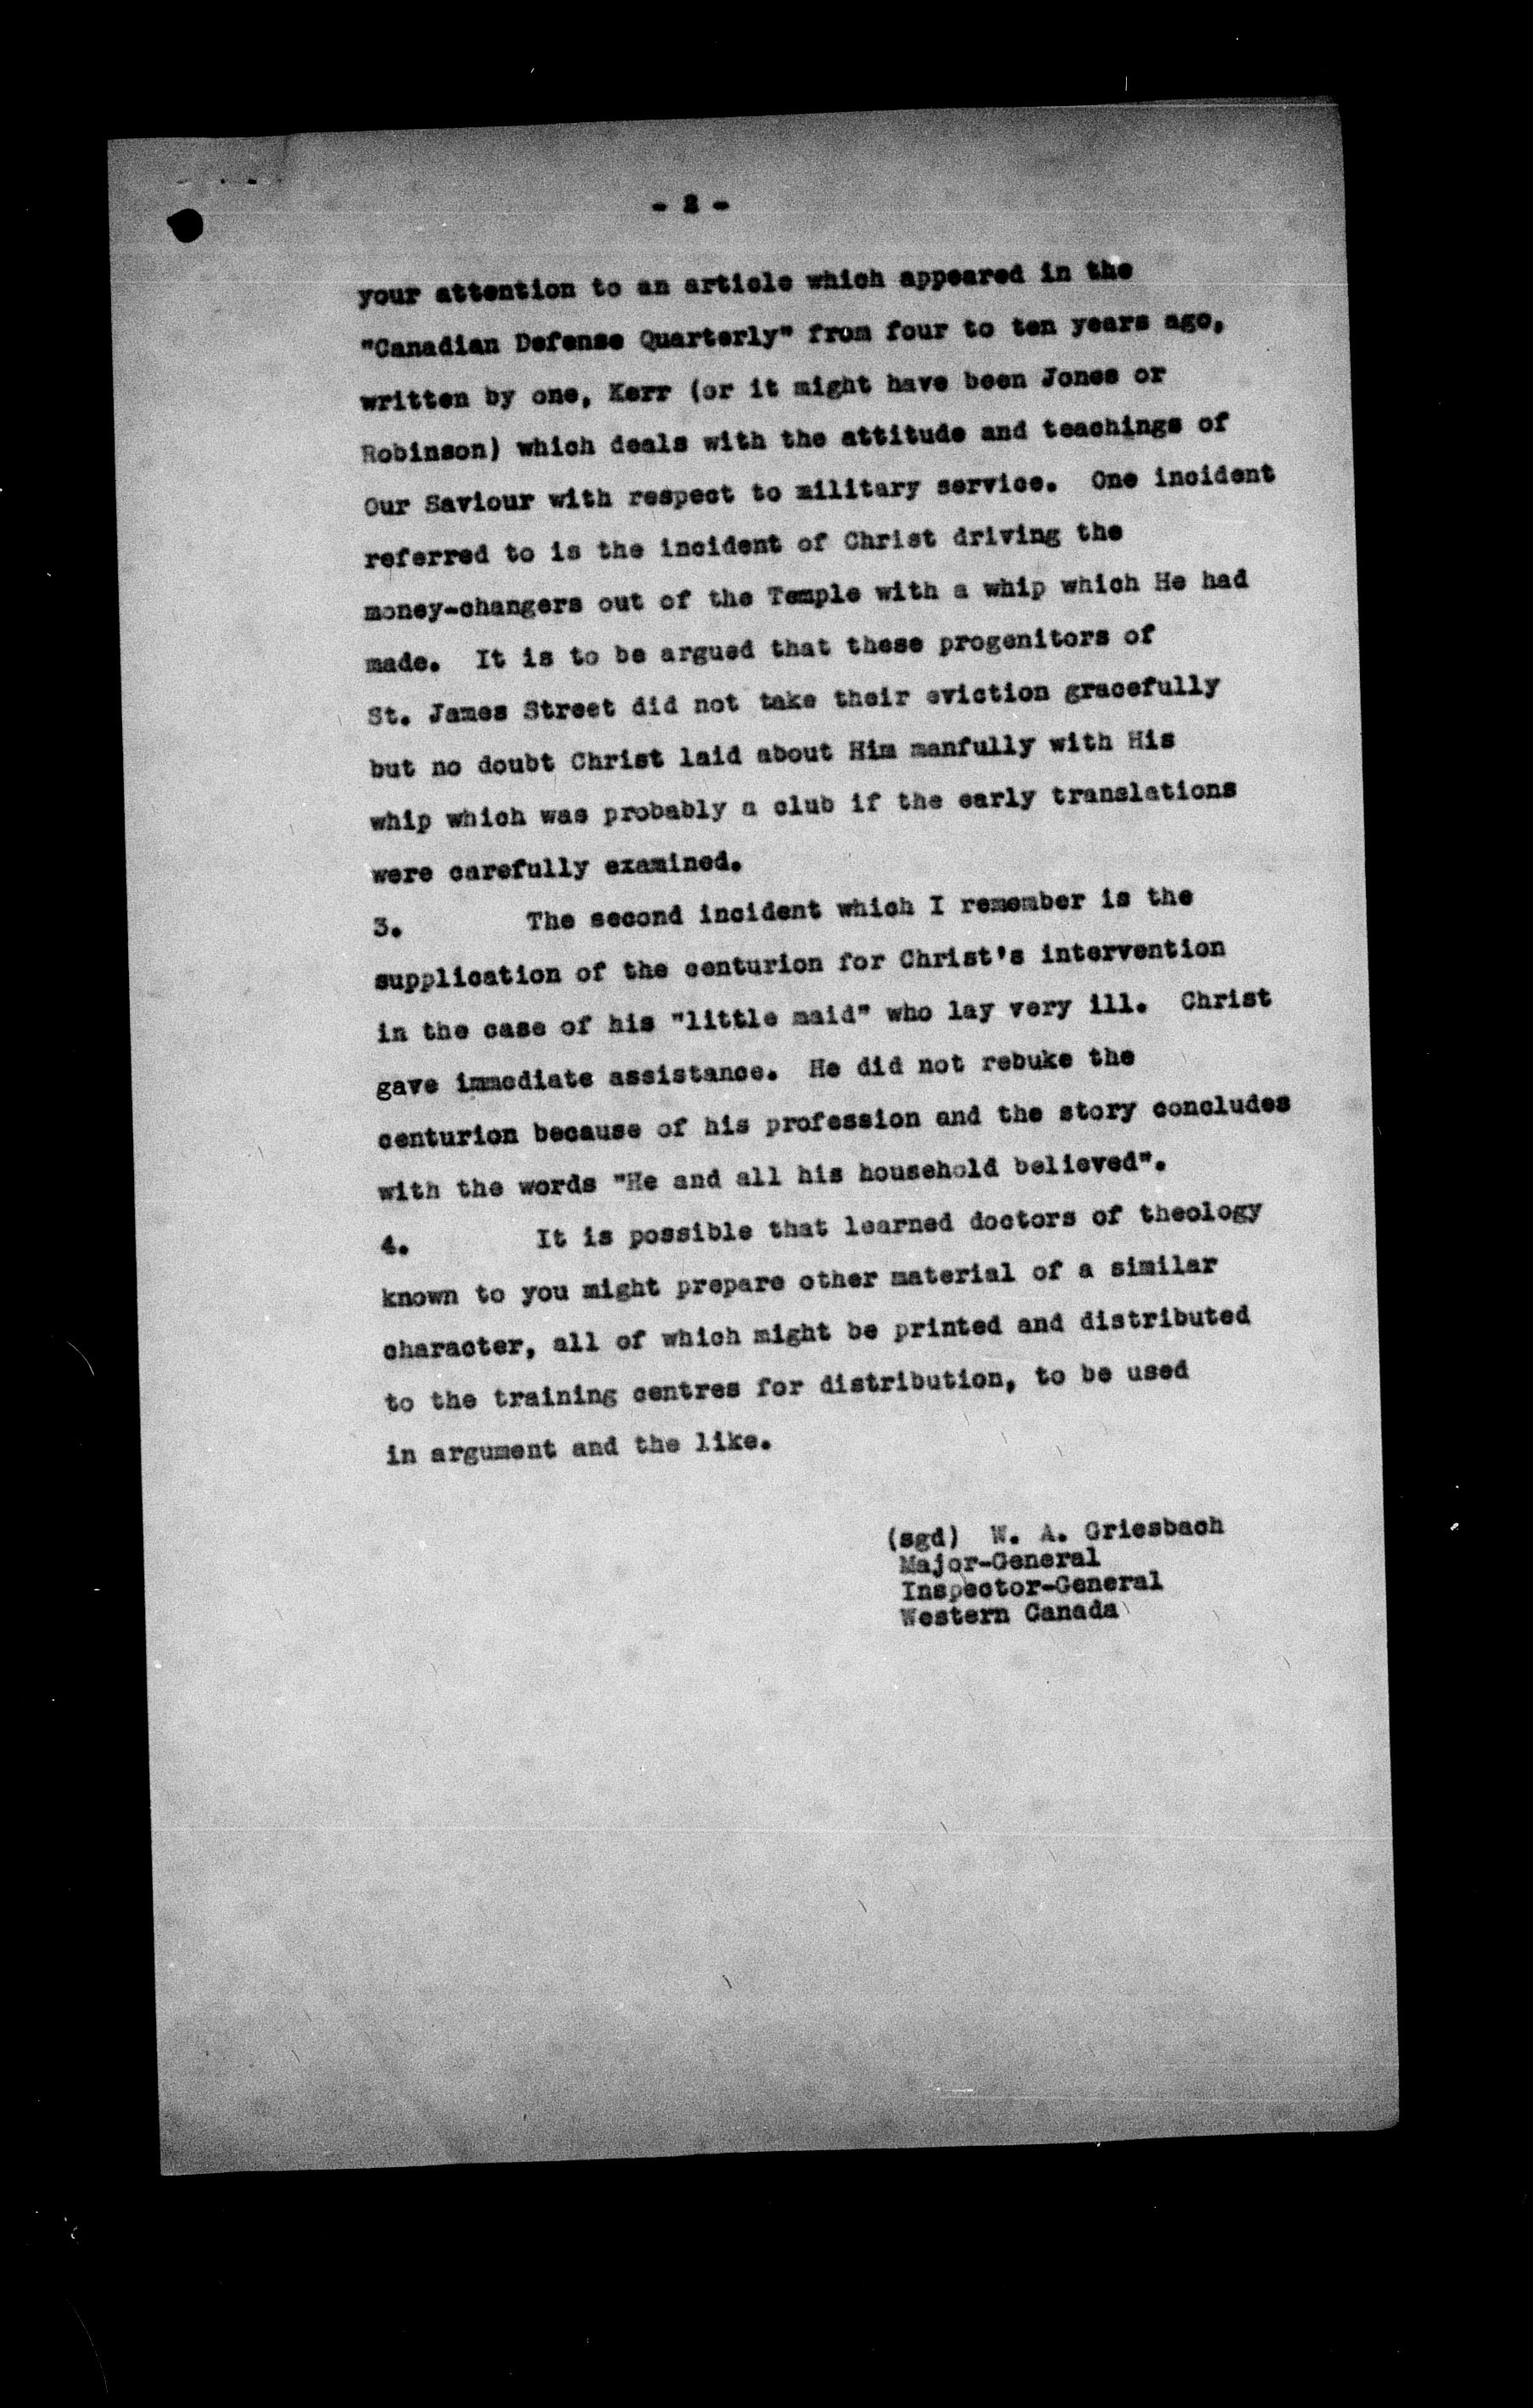 - 2 -
your attention to an article which appeared in the
"Canadian Defense Quarterly" from four to ten years ago,
written by one, Kerr (or it might have been Jones or
Robinson) which deals with the attitude and teachings of
Our Saviour with respect to military service. One incident
referred to is the incident of Christ driving the
money-changers out of the Temple with a whip which He had
made. It is to be argued that these progenitors of
St. James Street did not take their eviction gracefully
but no doubt Christ laid about Him manfully with His
whip which was probably a club if the early translations
were carefully examined.
3. The second incident which I remember is the
supplication of the centurion for Christ's intervention
in the case of his "little maid" who lay very ill. Christ
gave immediate assistance. He did not rebuke the
centurion because of his profession and the story concludes
with the words "He and all his household believed".
4. It is possible that learned doctors of theology
known to you might prepare other material of a similar
character, all of which might be printed and distributed
to the training centres for distribution, to be used
in argument and the like.
(sgd) W. A. Griesbach
Major-General
Inspector-General
Western Canada